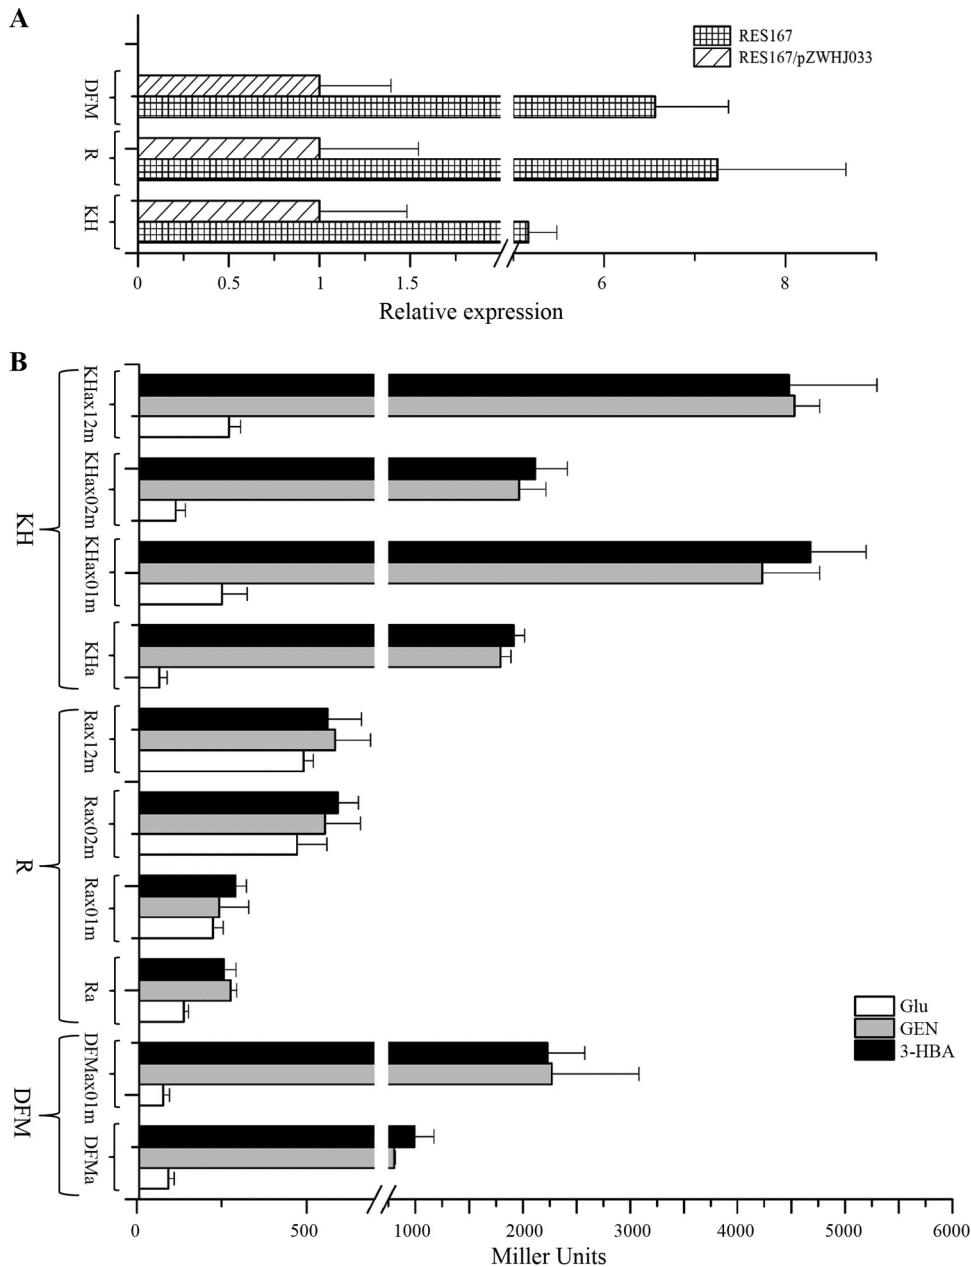 A
RES167
RES167/pZWHJ033
DFM
R
KH
0 0.5 1 1.5 6 8
Relative expression
B
KH
KHax12m
KHax02m
KHax01m
KHa
R
Rax12m
Rax02m
Rax01m
Ra
DFM
DFMax01m
DFMa
Glu
GEN
3-HBA
0 500 1000 2000 3000 4000 5000 6000
Miller Units